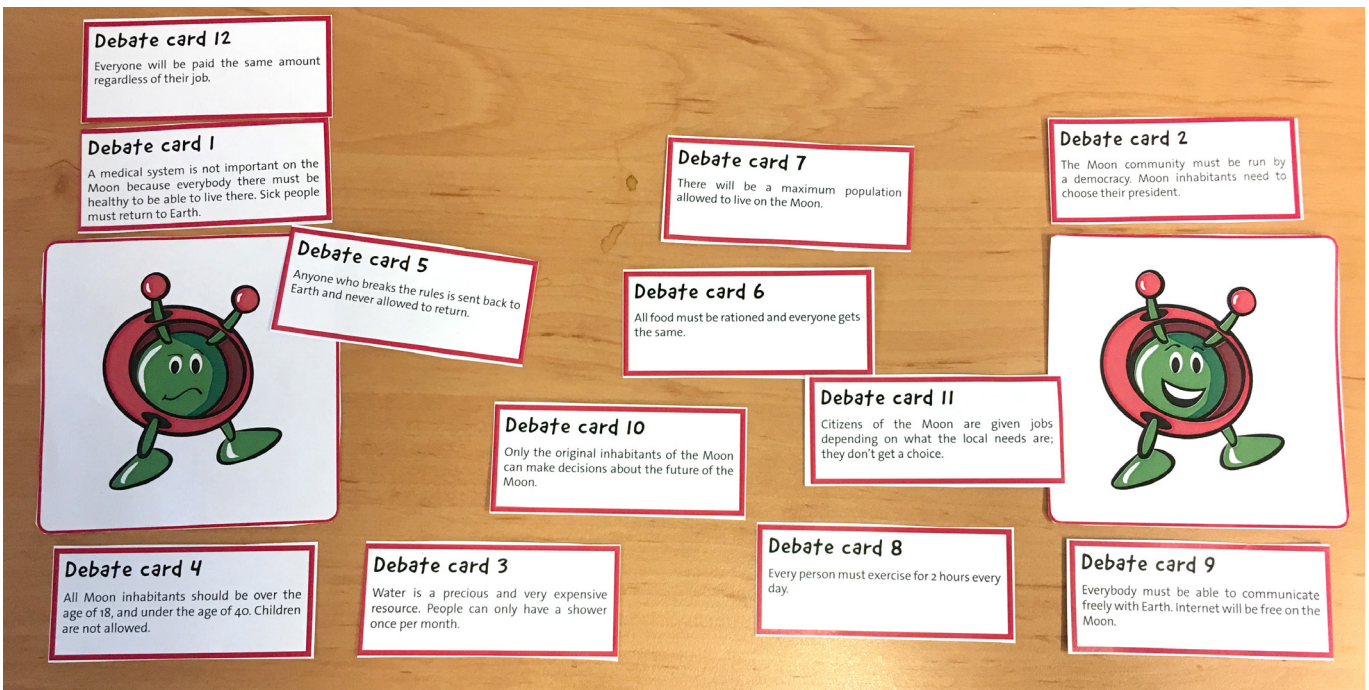 Debate card 12
Everyone will be paid the same amount
regardless of their job.
Debate card 1
A medical system is not important on the
Moon because everybody there must be
healthy to be able to live there. Sick people
must return to Earth.
Debate card 7
There will be a maximum population
allowed to live on the Moon.
Debate card 2
The Moon community must be run by
a democracy. Moon inhabitants need to
choose their president.
Debate card 5
Anyone who breaks the rules is sent back to
Earth and never allowed to return.
Debate card 6
All food must be rationed and everyone gets
the same.
Debate card 11
Citizens of the Moon are given jobs
depending on what the local needs are;
they don't get a choice.
Debate card 10
Only the original inhabitants of the Moon
can make decisions about the future of the
Moon.
Debate card 4
All Moon inhabitants should be over the
age of 18, and under the age of 40. Children
are not allowed.
Debate card 3
Water is a precious and very expensive
resource. People can only have a shower
once per month.
Debate card 8
Every person must exercise for 2 hours every
day.
Debate card 9
Everybody must be able to communicate
freely with Earth. Internet will be free on the
Moon.